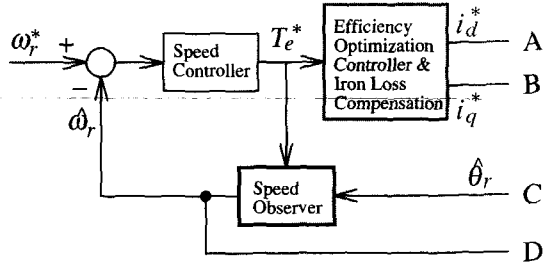 ω_r^* +
−
ω̂_r
Speed
Controller
T_e^*
Efficiency
Optimization
Controller &
Iron Loss
Compensation
i_d^*
A
B
i_q^*
Speed
Observer
θ̂_r
C
D